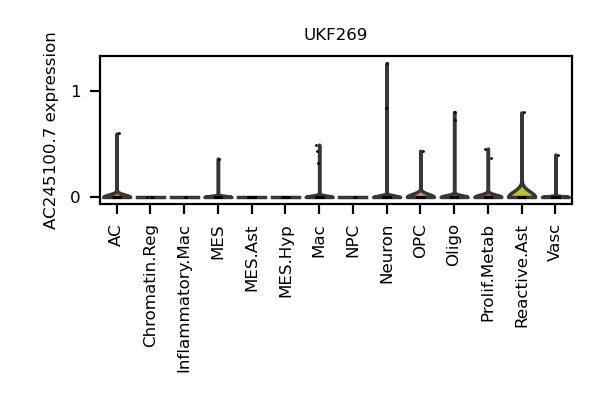 UKF269
AC245100.7 expression
1
0
AC
Chromatin.Reg
Inflammatory.Mac
MES
MES.Ast
MES.Hyp
Mac
NPC
Neuron
OPC
Oligo
Prolif.Metab
Reactive.Ast
Vasc